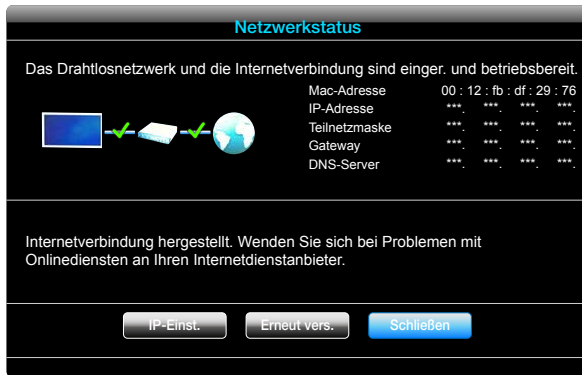 Netzwerkstatus
Das Drahtlosnetzwerk und die Internetverbindung sind einger. und betriebsbereit.
Mac-Adresse 00 : 12 : fb : df : 29 : 76
IP-Adresse ***. ***. ***. ***
Teilnetzmaske ***. ***. ***. ***.
Gateway ***. ***. ***. ***.
DNS-Server ***. ***. ***. ***.
Internetverbindung hergestellt. Wenden Sie sich bei Problemen mit
Onlinediensten an Ihren Internetdienstanbieter.
IP-Einst. Erneut vers. Schließen